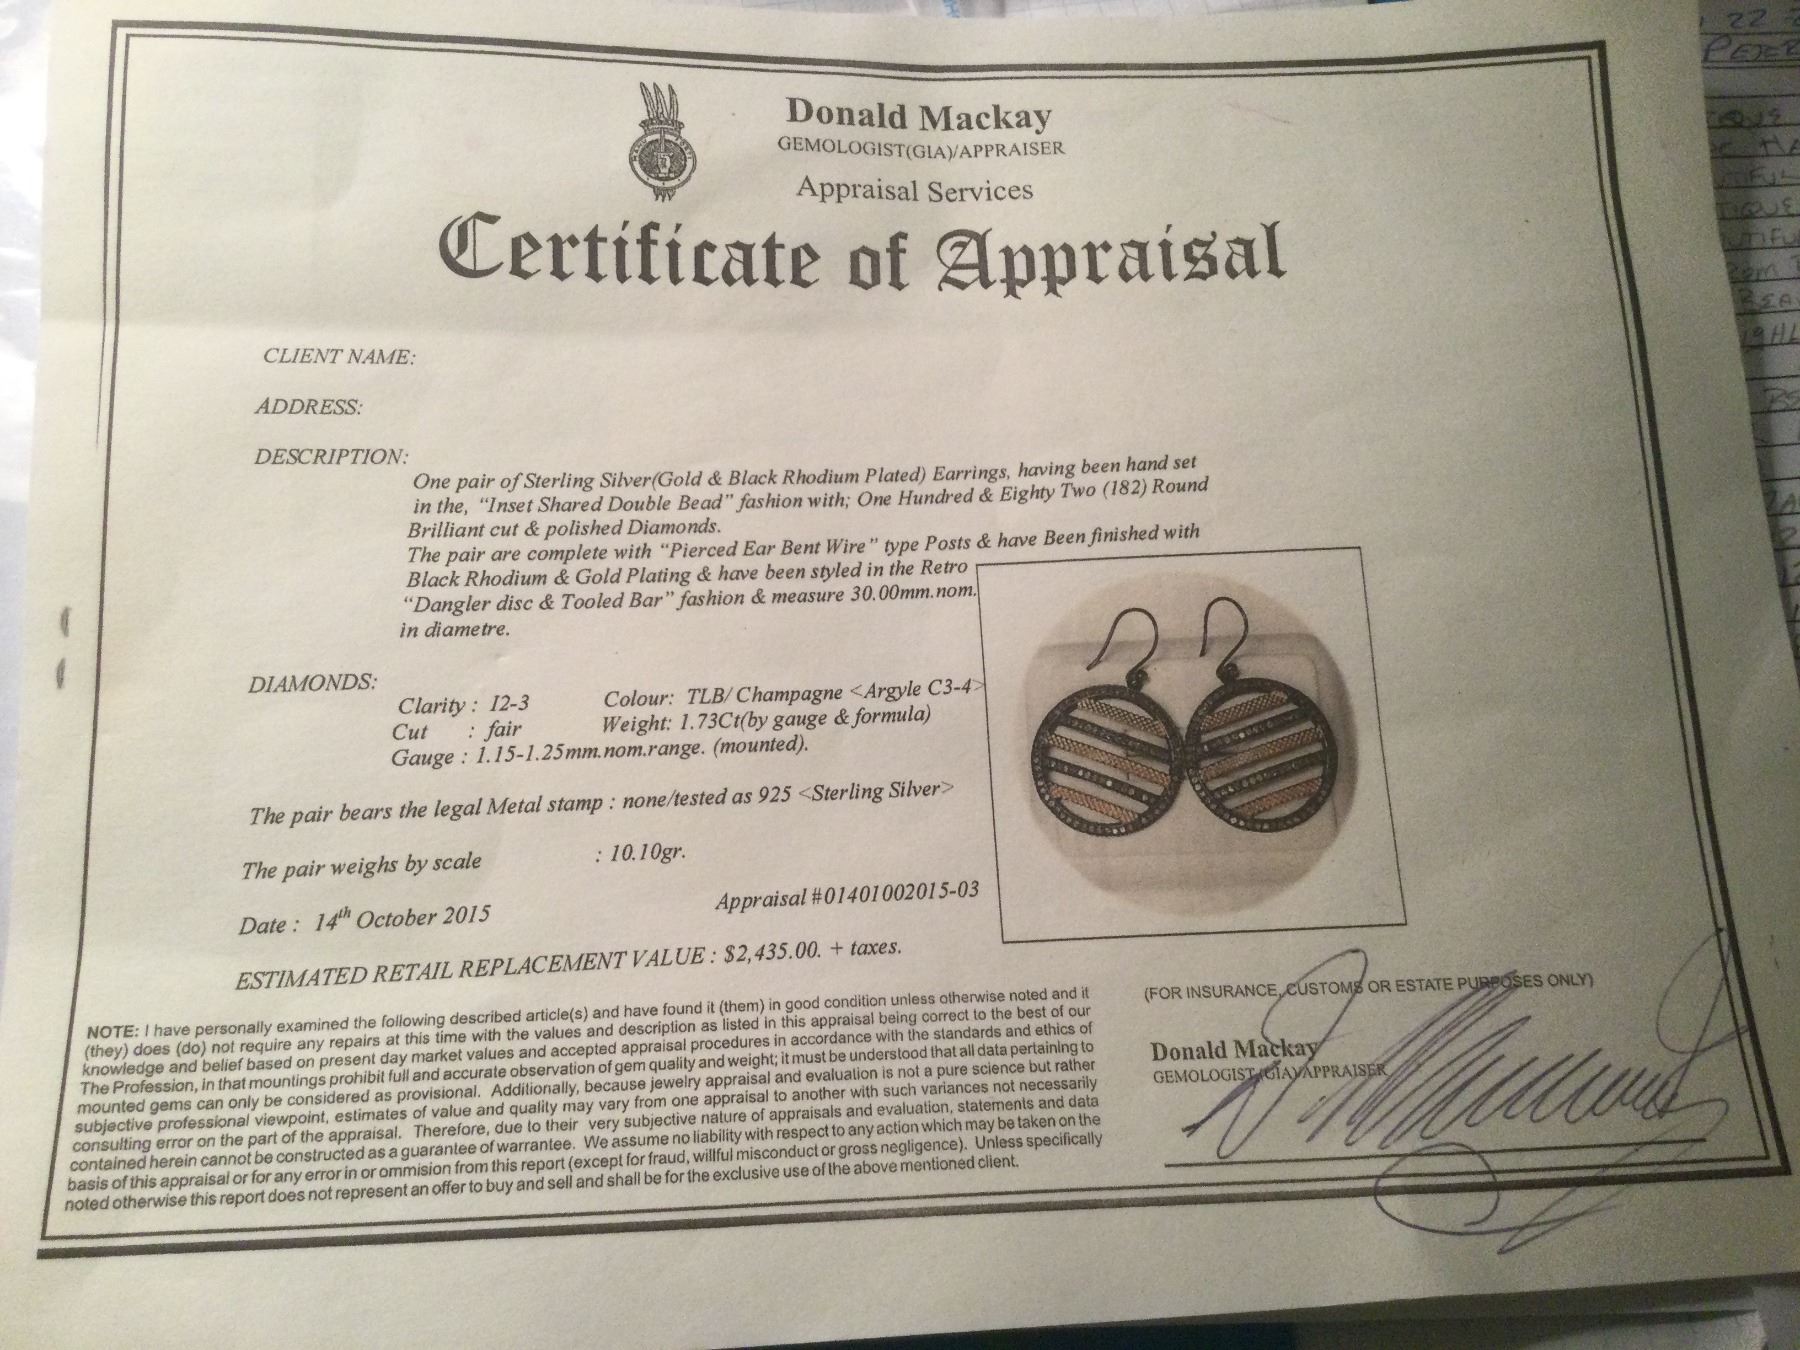 Donald Mackay
GEMOLOGIST(GIA)/APPRAISER
Appraisal Services
Certificate of Appraisal
CLIENT NAME:
ADDRESS:
DESCRIPTION:
One pair of Sterling Silver(Gold & Black Rhodium Plated) Earrings, having been hand set
in the, "Inset Shared Double Bead" fashion with; One Hundred & Eighty Two (182) Round
Brilliant cut & polished Diamonds.
The pair are complete with "Pierced Ear Bent Wire" type Posts & have Been finished with
Black Rhodium & Gold Plating & have been styled in the Retro
"Dangler disc & Tooled Bar" fashion & measure 30.00mm.nom.
in diametre.
DIAMONDS:
Clarity : I2-3 Colour: TLB/ Champagne <Argyle C3-4>
Cut : fair Weight: 1.73Ct(by gauge & formula)
Gauge : 1.15-1.25mm.nom.range. (mounted).
The pair bears the legal Metal stamp : none/tested as 925 <Sterling Silver>
The pair weighs by scale : 10.10gr.
Appraisal #01401002015-03
Date : 14th October 2015
ESTIMATED RETAIL REPLACEMENT VALUE : $2,435.00. + taxes.
(FOR INSURANCE, CUSTOMS OR ESTATE PURPOSES ONLY)
NOTE: I have personally examined the following described article(s) and have found it (them) in good condition unless otherwise noted and it
(they) does (do) not require any repairs at this time with the values and description as listed in this appraisal being correct to the best of our
knowledge and belief based on present day market values and accepted appraisal procedures in accordance with the standards and ethics of
The Profession, in that mountings prohibit full and accurate observation of gem quality and weight; it must be understood that all data pertaining to
mounted gems can only be considered as provisional. Additionally, because jewelry appraisal and evaluation is not a pure science but rather
subjective professional viewpoint, estimates of value and quality may vary from one appraisal to another with such variances not necessarily
consulting error on the part of the appraisal. Therefore, due to their very subjective nature of appraisals and evaluation, statements and data
contained herein cannot be constructed as a guarantee of warrantee. We assume no liability with respect to any action which may be taken on the
basis of this appraisal or for any error in or ommision from this report (except for fraud, willful misconduct or gross negligence). Unless specifically
noted otherwise this report does not represent an offer to buy and sell and shall be for the exclusive use of the above mentioned client.
Donald Mackay
GEMOLOGIST (GIA)/APPRAISER
22